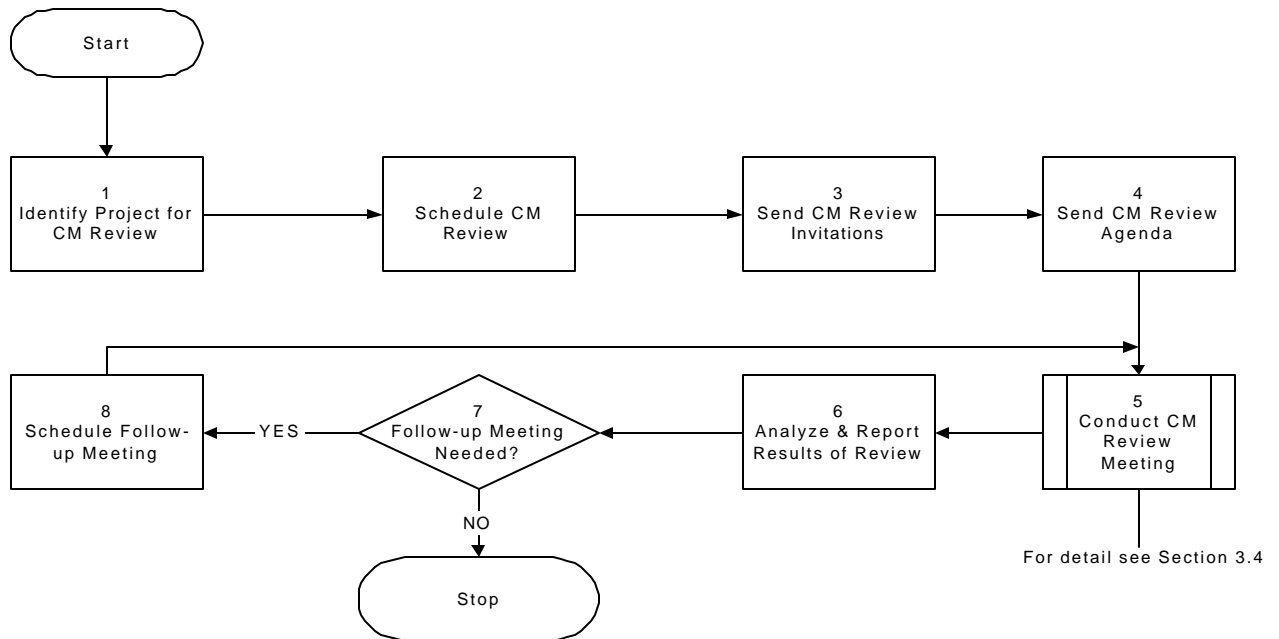 Start
1
Identify Project for
CM Review
2
Schedule CM
Review
3
Send CM Review
Invitations
4
Send CM Review
Agenda
8
Schedule Follow-
up Meeting
YES
7
Follow-up Meeting
Needed?
6
Analyze & Report
Results of Review
5
Conduct CM
Review
Meeting
NO
For detail see Section 3.4
Stop